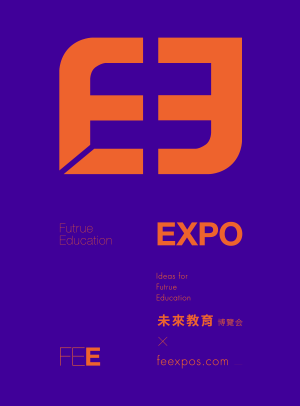 Futrue
Education
EXPO
Ideas for
Futrue
Education
未來教育 博覽會
×
FEE
feexpos.com